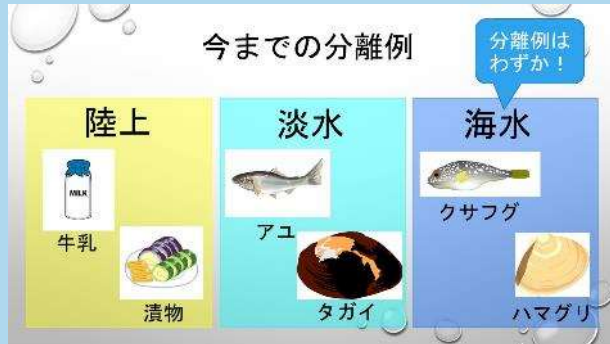 今までの分離例
分離例は
わずか！
陸上
MILK
牛乳
漬物
淡水
アユ
タガイ
海水
クサフグ
ハマグリ